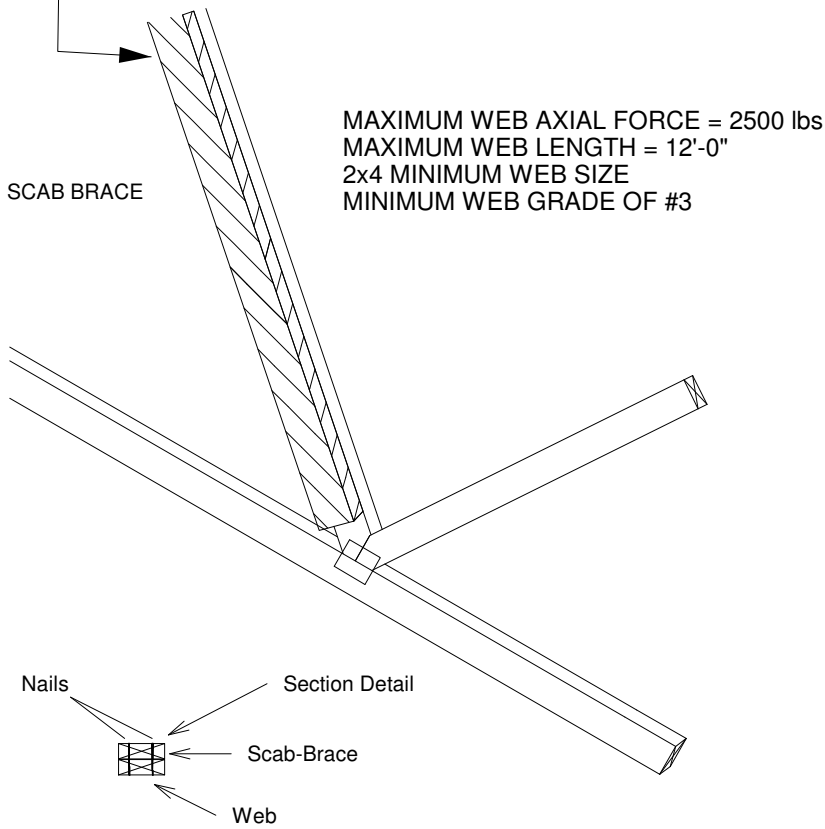 MAXIMUM WEB AXIAL FORCE = 2500 lbs
MAXIMUM WEB LENGTH = 12'-0"
2x4 MINIMUM WEB SIZE
MINIMUM WEB GRADE OF #3
SCAB BRACE
Nails
Section Detail
Scab-Brace
Web